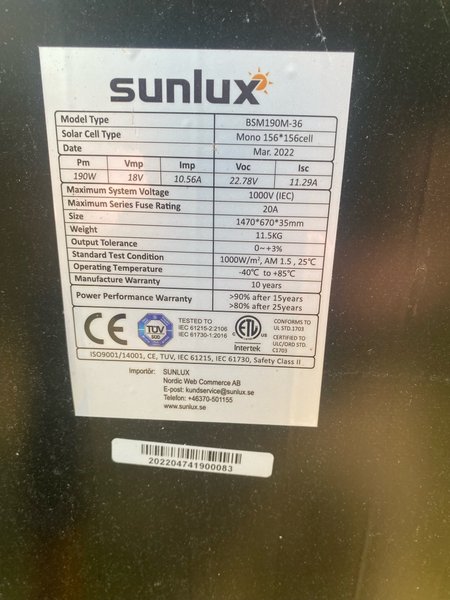 sunlux
Model Type BSM190M-36
Solar Cell Type Mono 156*156cell
Date Mar. 2022
Pm Vmp Imp Voc Isc
190W 18V 10.56A 22.78V 11.29A
Maximum System Voltage 1000V (IEC)
Maximum Series Fuse Rating 20A
Size 1470*670*35mm
Weight 11.5KG
Output Tolerance 0~+3%
Standard Test Condition 1000W/m², AM 1.5, 25℃
Operating Temperature -40℃ to +85℃
Manufacture Warranty 10 years
Power Performance Warranty >90% after 15years
>80% after 25years
CE TÜV SÜD TESTED TO
IEC 61215-2:2106
IEC 61730-1:2016
ETL Intertek
CONFORMS TO
UL STD.1703
CERTIFIED TO
ULC/ORD STD.
C1703
ISO9001/14001, CE, TUV, IEC 61215, IEC 61730, Safety Class II
Importör: SUNLUX
Nordic Web Commerce AB
E-post: kundservice@sunlux.se
Telefon: +46370-501155
www.sunlux.se
202204741900083